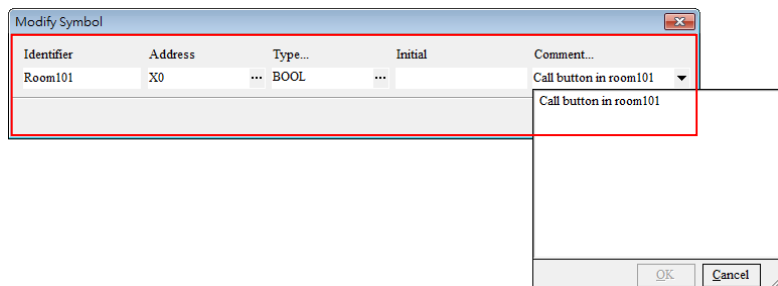 Modify Symbol
Identifier Address Type... Initial Comment...
Room101 X0 ... BOOL ... Call button in room101
Call button in room101
OK Cancel